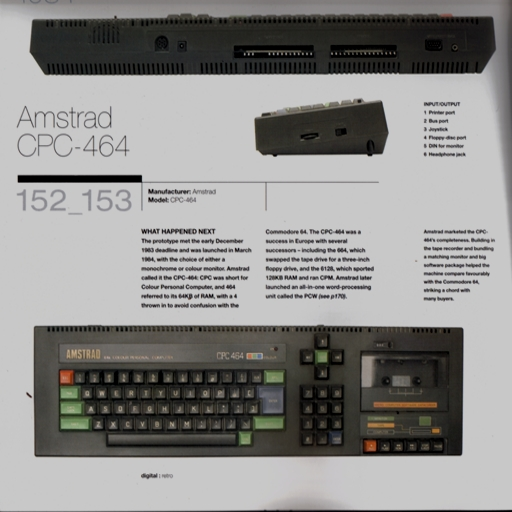 Amstrad
CPC-464
152_153
Manufacturer: Amstrad
Model: CPC-464
INPUT/OUTPUT
1 Printer port
2 Bus port
3 Joystick
4 Floppy-disc port
5 DIN for monitor
6 Headphone jack
WHAT HAPPENED NEXT
The prototype met the early December
1983 deadline and was launched in March
1984, with the choice of either a
monochrome or colour monitor. Amstrad
called it the CPC-464: CPC was short for
Colour Personal Computer, and 464
referred to its 64KB of RAM, with a 4
thrown in to avoid confusion with the
Commodore 64. The CPC-464 was a
success in Europe with several
successors – including the 664, which
swapped the tape drive for a three-inch
floppy drive, and the 6128, which sported
128KB RAM and ran CPM. Amstrad later
launched an all-in-one word-processing
unit called the PCW (see p170).
Amstrad marketed the CPC-
464's completeness. Building in
the tape recorder and bundling
a matching monitor and big
software package helped the
machine compare favourably
with the Commodore 64,
striking a chord with
many buyers.
AMSTRAD 64K COLOUR PERSONAL COMPUTER CPC 464
digital : retro